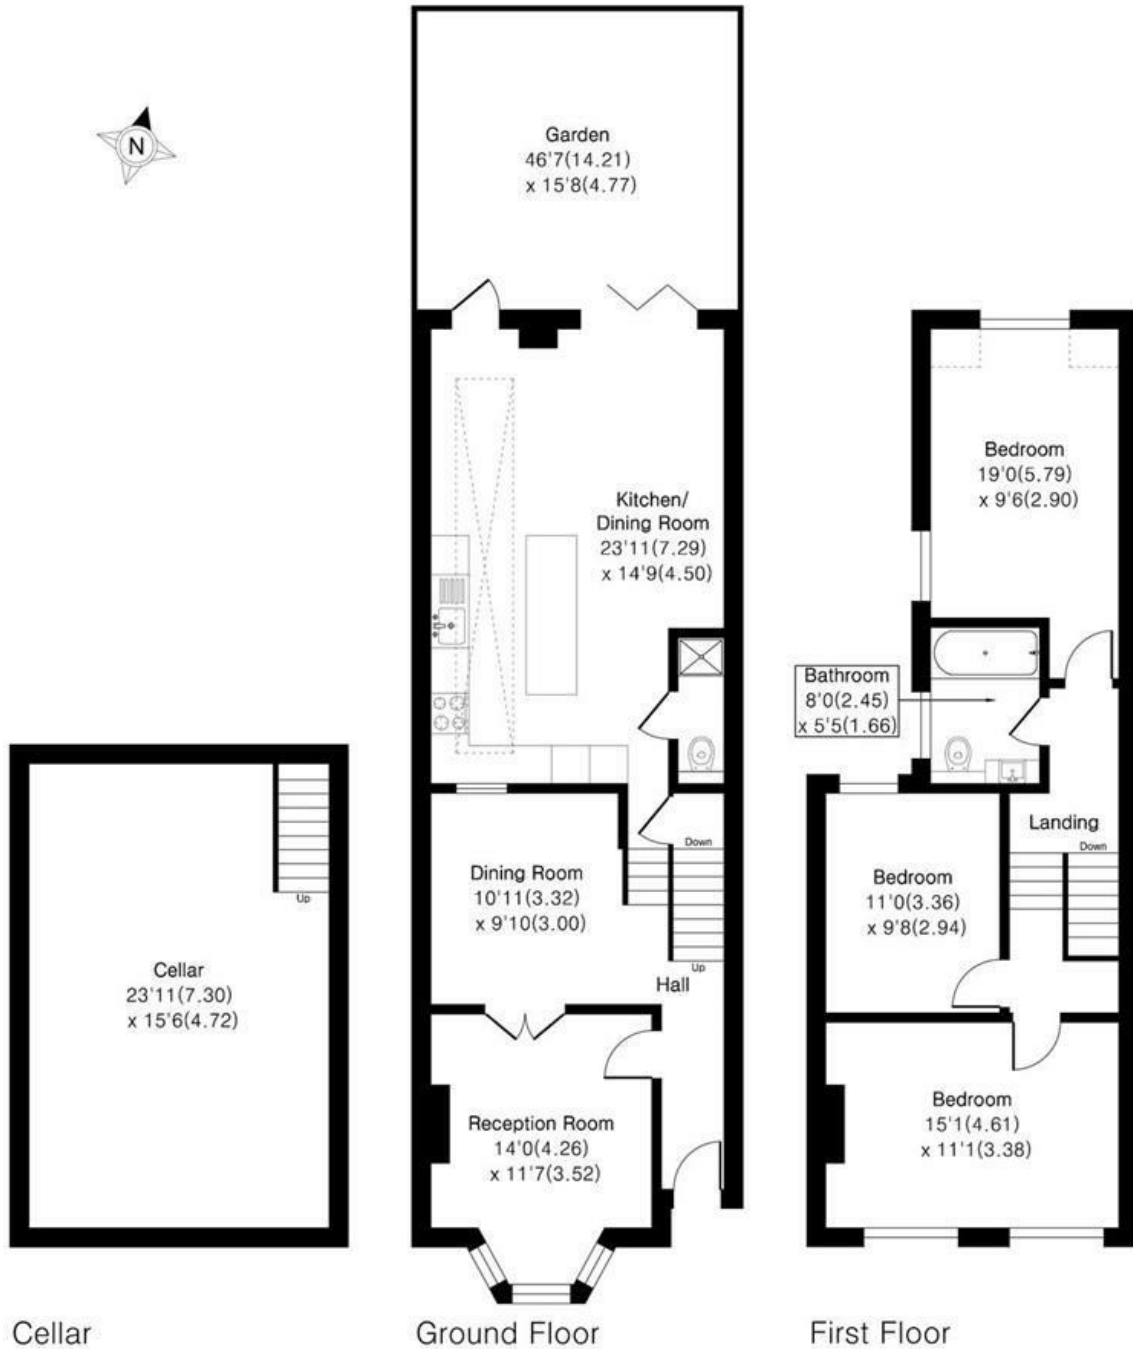 N
Garden
46'7(14.21)
x 15'8(4.77)
Kitchen/
Dining Room
23'11(7.29)
x 14'9(4.50)
Down
Dining Room
10'11(3.32)
x 9'10(3.00)
Up
Hall
Reception Room
14'0(4.26)
x 11'7(3.52)
Up
Cellar
23'11(7.30)
x 15'6(4.72)
Bedroom
19'0(5.79)
x 9'6(2.90)
Bathroom
8'0(2.45)
x 5'5(1.66)
Landing
Down
Bedroom
11'0(3.36)
x 9'8(2.94)
Bedroom
15'1(4.61)
x 11'1(3.38)
Cellar
Ground Floor
First Floor